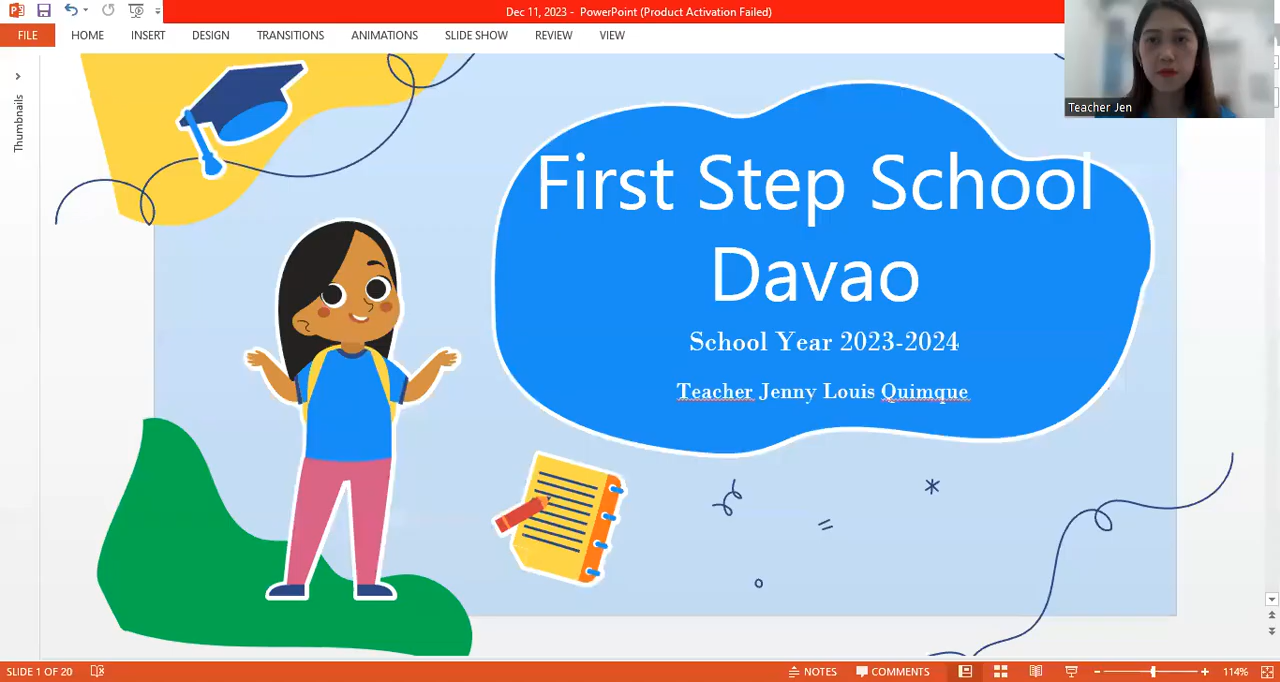 Dec 11, 2023 - PowerPoint (Product Activation Failed)
FILE HOME INSERT DESIGN TRANSITIONS ANIMATIONS SLIDE SHOW REVIEW VIEW
Teacher Jen
Thumbnails
First Step School
Davao
School Year 2023-2024
Teacher Jenny Louis Quimque
SLIDE 1 OF 20 NOTES COMMENTS 114%